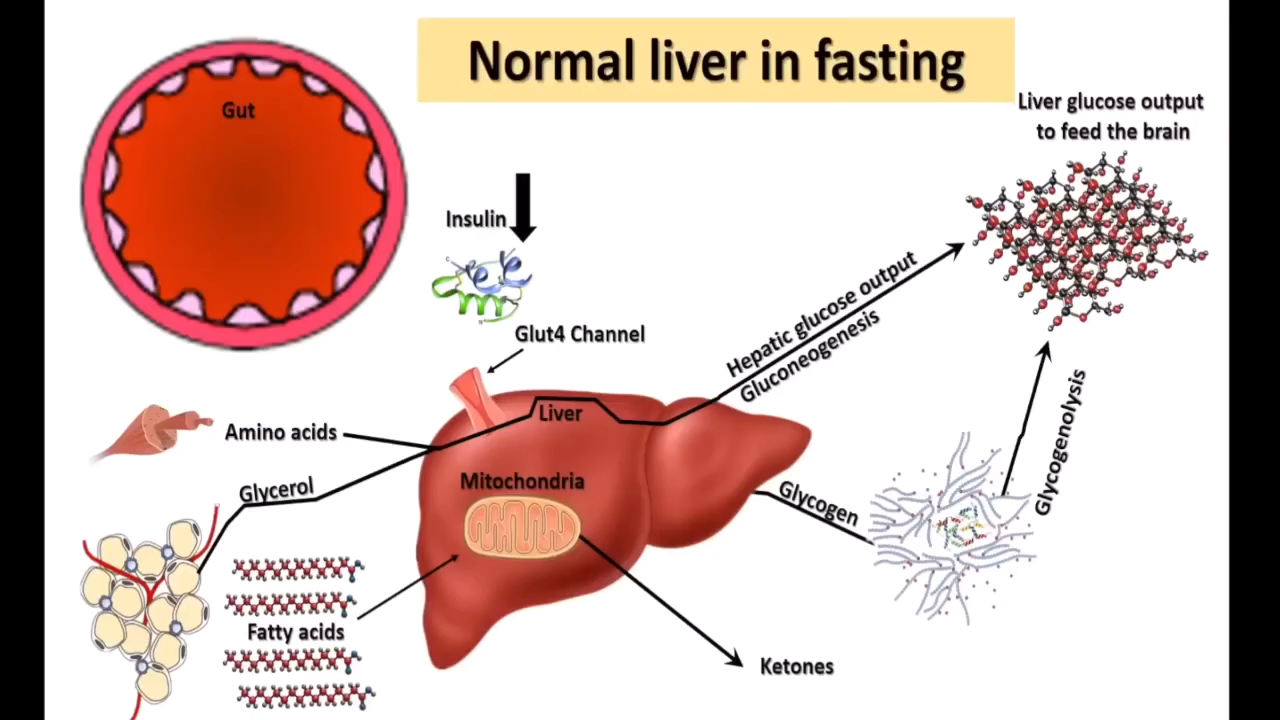 Normal liver in fasting
Gut
Liver glucose output
to feed the brain
Insulin
Glut4 Channel
Hepatic glucose output
Gluconeogenesis
Liver
Amino acids
Mitochondria
Glycerol
Glycogen
Glycogenolysis
Fatty acids
Ketones